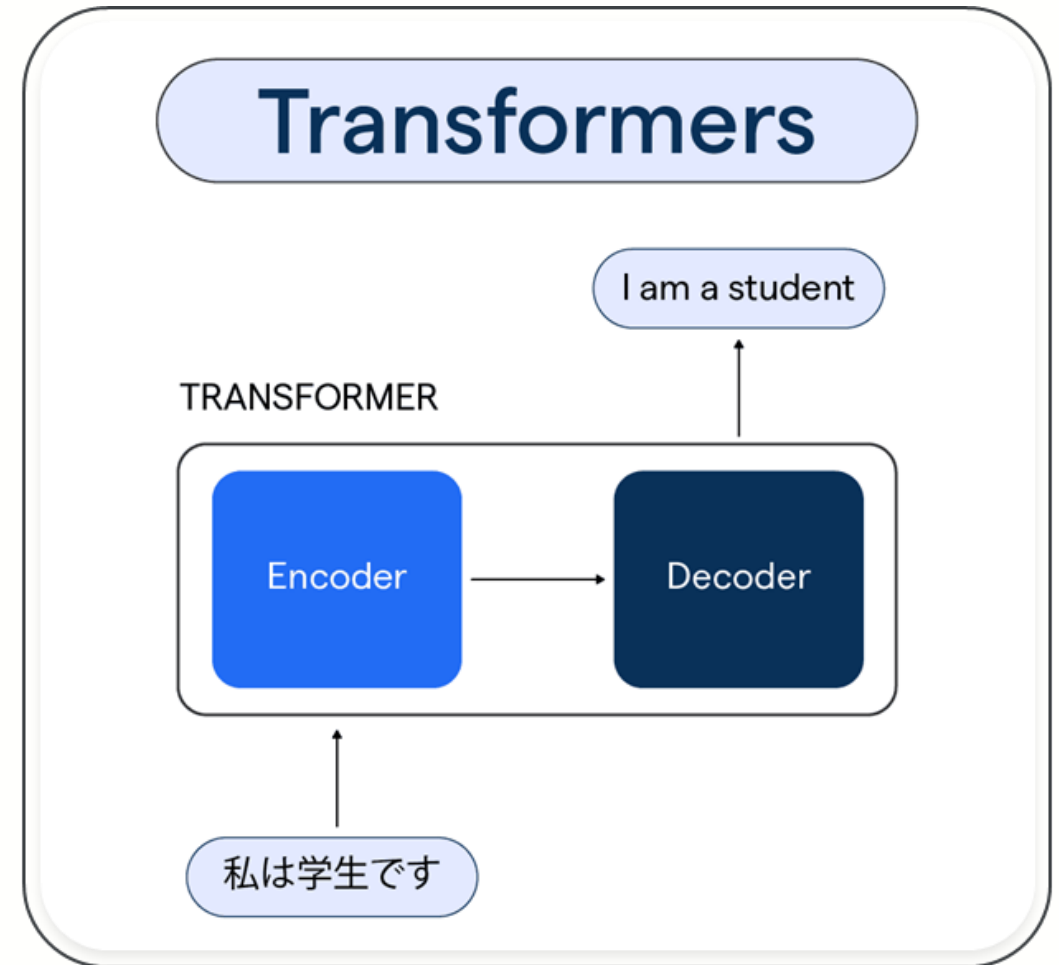 Transformers
I am a student
TRANSFORMER
Encoder
Decoder
私は学生です